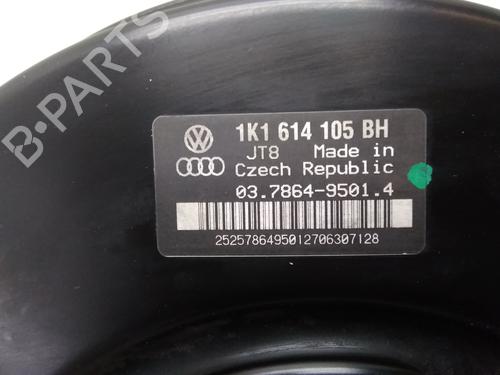 B-PARTS
1K1 614 105 BH
JT8 Made in
Czech Republic
03.7864-9501.4
2525786495012706307128